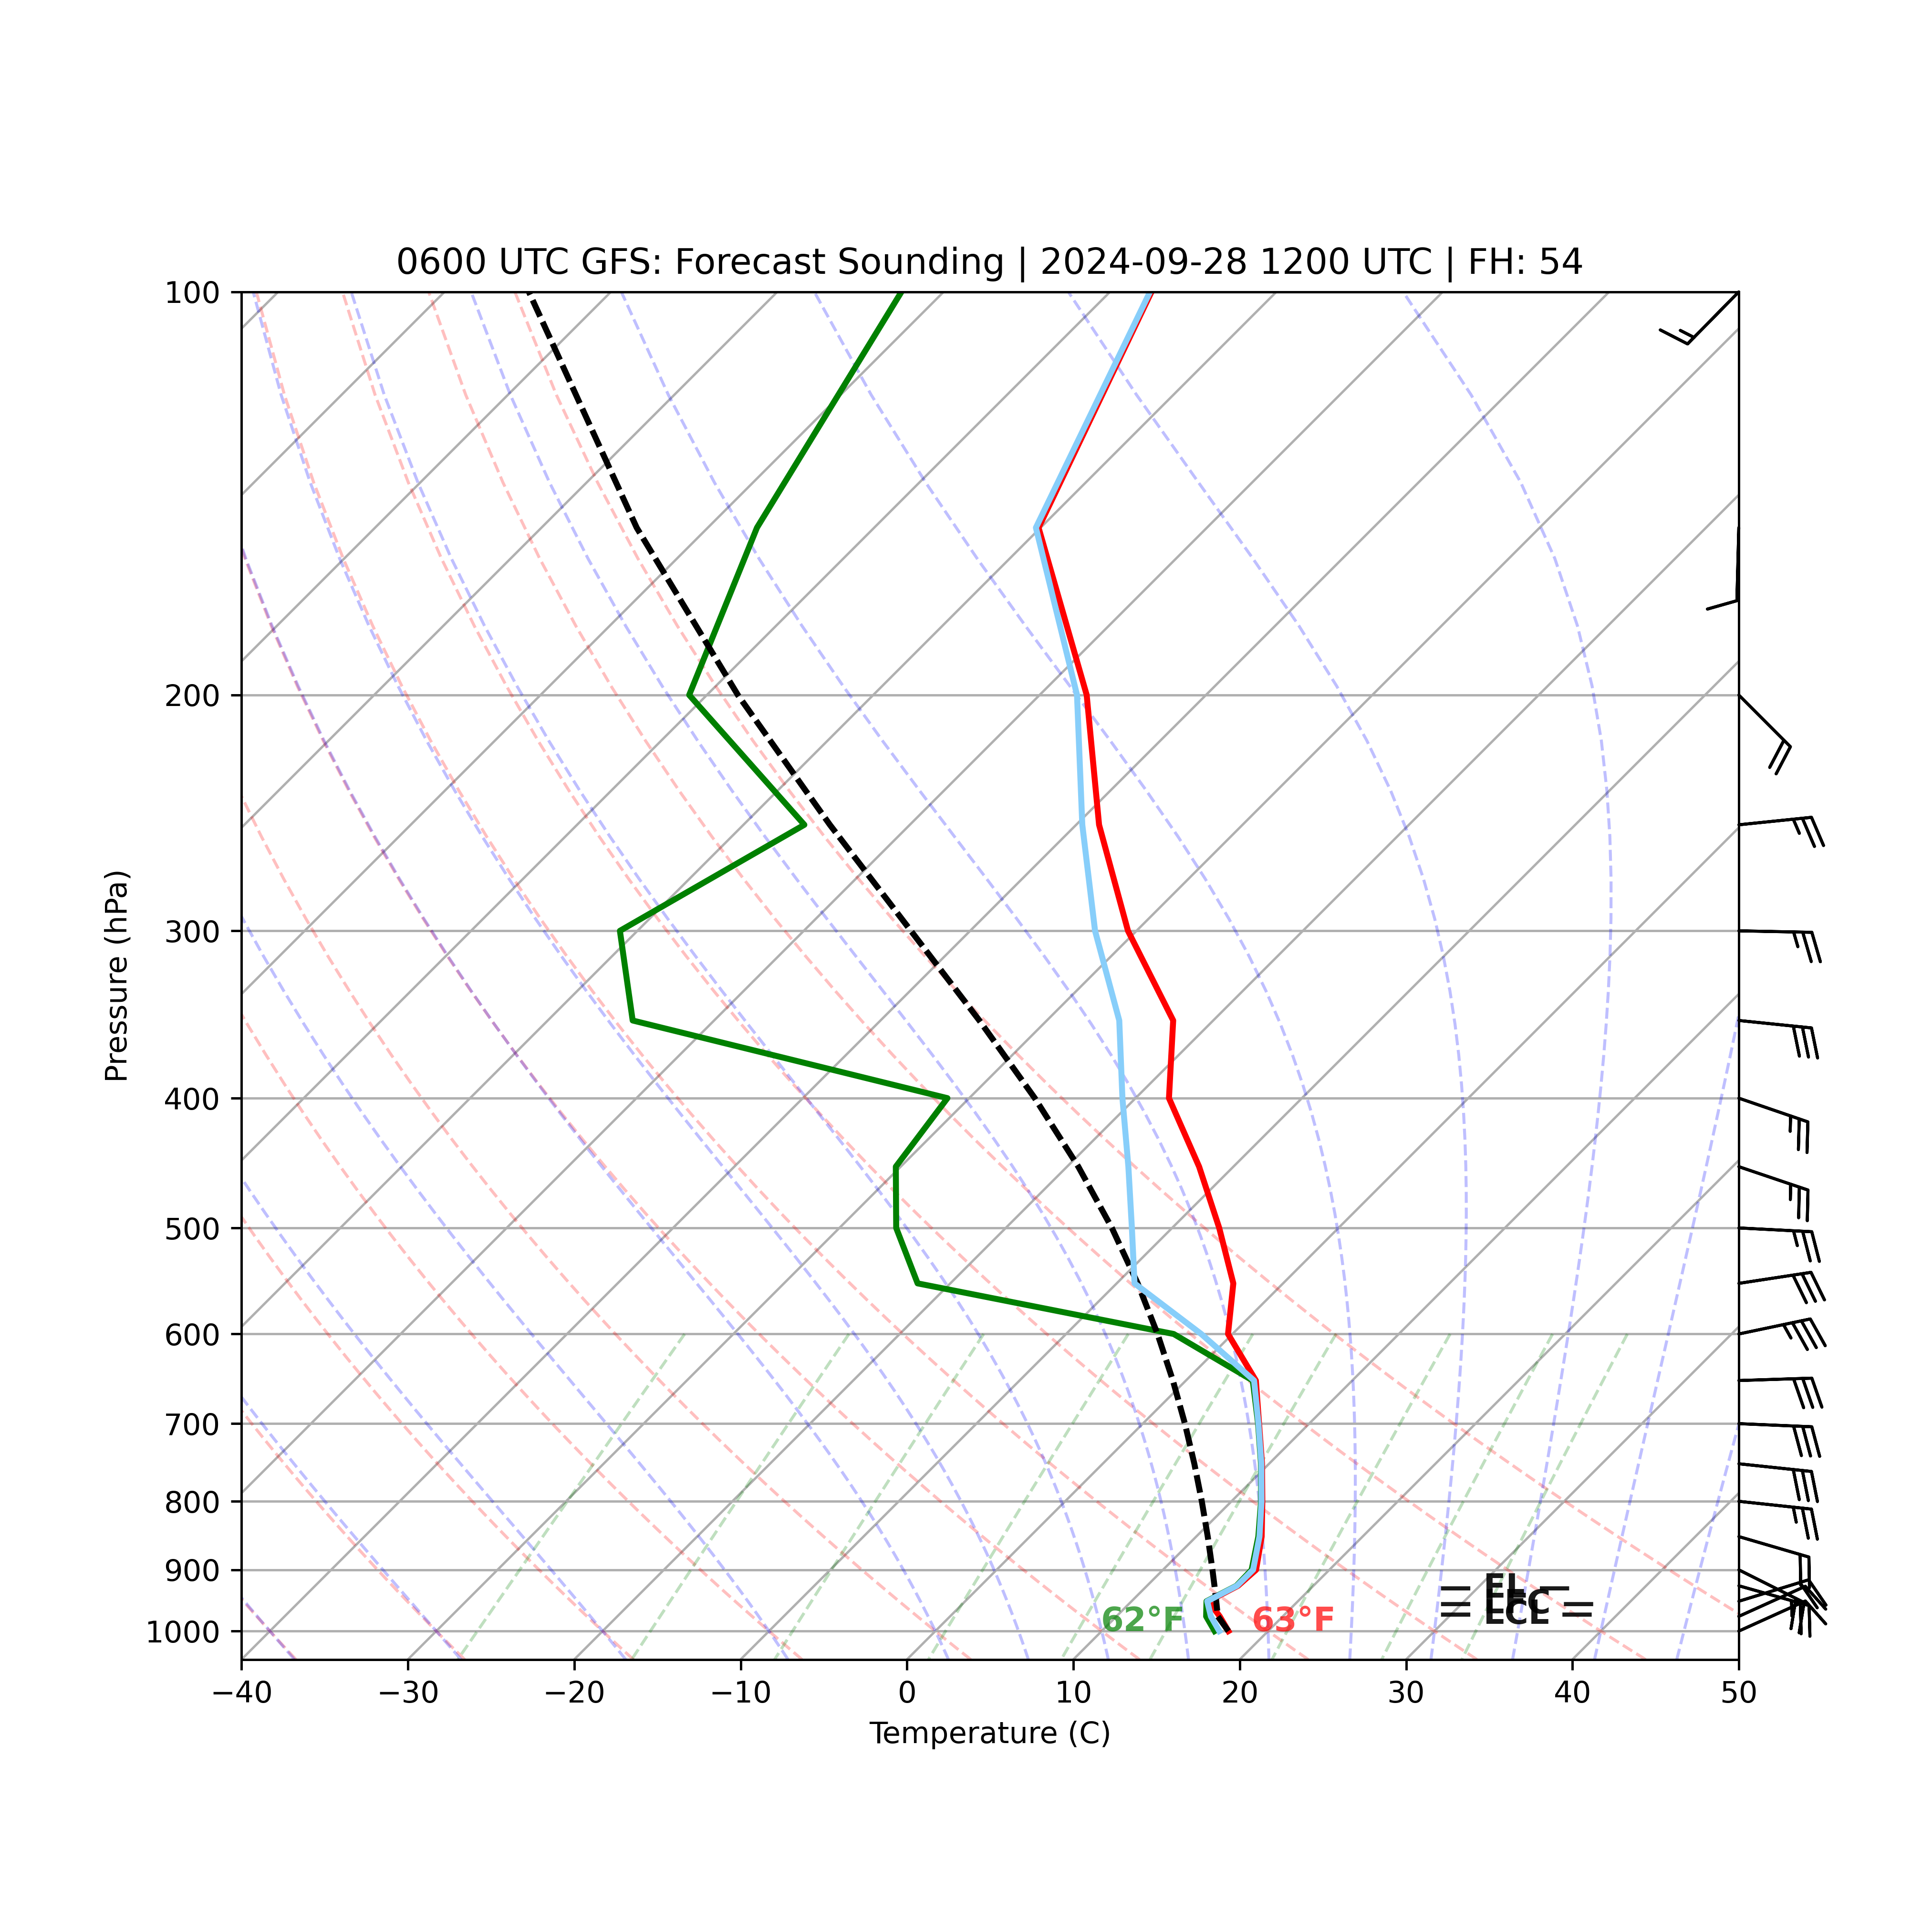 0600 UTC GFS: Forecast Sounding | 2024-09-28 1200 UTC | FH: 54
100
200
300
400
500
600
700
800
900
1000
Pressure (hPa)
62°F
63°F
= EL =
= LCL =
−40 −30 −20 −10 0 10 20 30 40 50
Temperature (C)